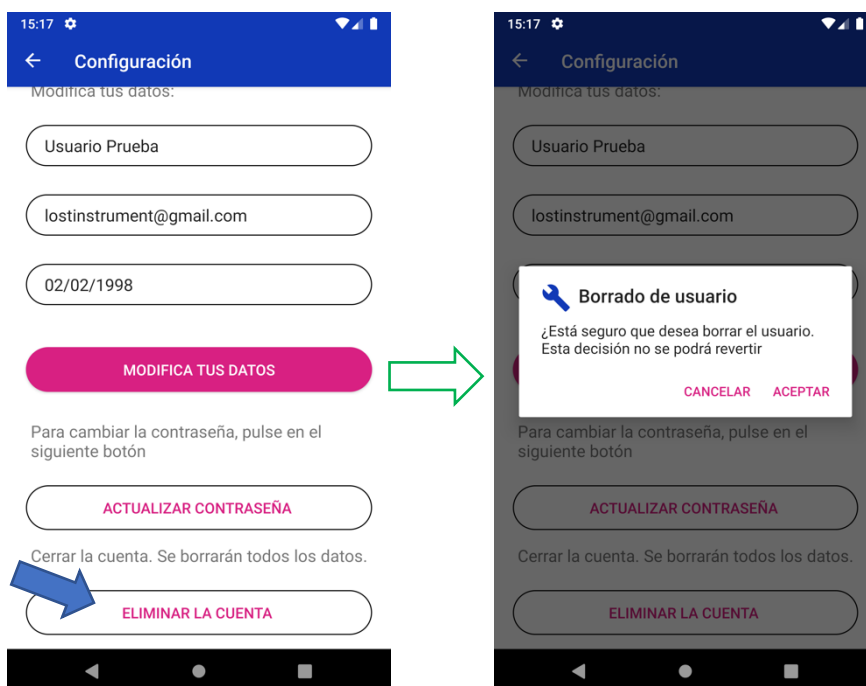 15:17
Configuración
Modifica tus datos:
Usuario Prueba
lostinstrument@gmail.com
02/02/1998
MODIFICA TUS DATOS
Para cambiar la contraseña, pulse en el
siguiente botón
ACTUALIZAR CONTRASEÑA
Cerrar la cuenta. Se borrarán todos los datos.
ELIMINAR LA CUENTA
15:17
Configuración
Modifica tus datos:
Usuario Prueba
lostinstrument@gmail.com
Borrado de usuario
¿Está seguro que desea borrar el usuario.
Esta decisión no se podrá revertir
CANCELAR ACEPTAR
Para cambiar la contraseña, pulse en el
siguiente botón
ACTUALIZAR CONTRASEÑA
Cerrar la cuenta. Se borrarán todos los datos.
ELIMINAR LA CUENTA